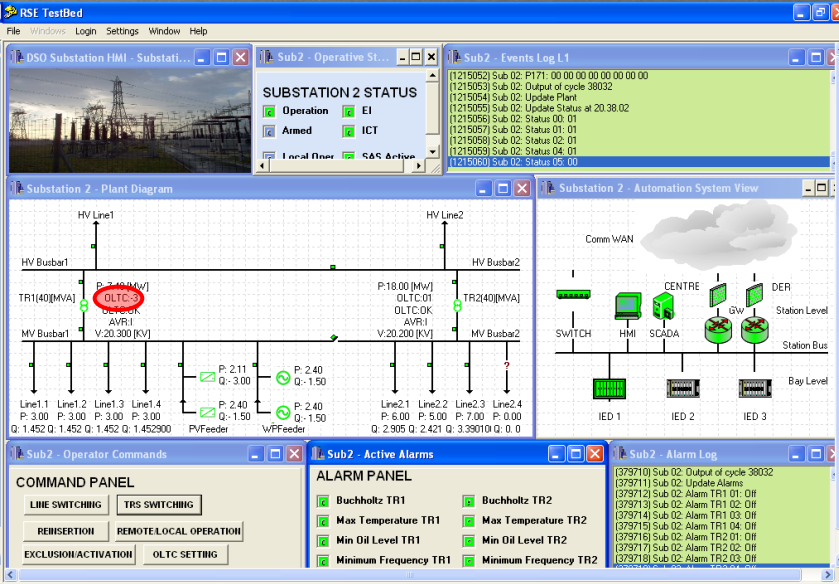 RSE TestBed
File Windows Login Settings Window Help
DSO Substation HMI - Substati...
Sub2 - Operative St...
SUBSTATION 2 STATUS
Operation EI
Armed ICT
Local Oper SAS Active
Sub2 - Events Log L1
(1215052) Sub 02: P171: 00 00 00 00 00 00 00 00
(1215053) Sub 02: Output of cycle 38032
(1215054) Sub 02: Update Plant
(1215055) Sub 02: Update Status at 20.38.02
(1215056) Sub 02: Status 00: 01
(1215057) Sub 02: Status 01: 01
(1215058) Sub 02: Status 02: 01
(1215059) Sub 02: Status 04: 01
(1215060) Sub 02: Status 05: 00
Substation 2 - Plant Diagram
HV Line1 HV Line2
HV Busbar1 HV Busbar2
P: 7.40 [MW] P:18.00 [MW]
TR1(40)[MVA] OLTC:-3 OLTC:01 TR2(40)[MVA]
OLTC:OK OLTC:OK
AVR:I AVR:I
MV Busbar1 V:20.300 [KV] V:20.200 [KV] MV Busbar2
?
P: 2.11 P: 2.40
Q:- 3.00 Q:- 1.50
Line1.1 Line1.2 Line1.3 Line1.4 P: 2.40 P: 2.40 Line2.1 Line2.2 Line2.3 Line2.4
P: 3.00 P: 3.00 P: 3.00 P: 3.00 Q:- 1.50 Q:- 1.50 P: 6.00 P: 5.00 P: 7.00 P: 0.00
Q: 1.452 Q: 1.452 Q: 1.452 Q: 1.452900 PVFeeder WPFeeder Q: 2.905 Q: 2.421 Q: 3.39010 Q: 0. 0
Substation 2 - Automation System View
Comm WAN
CENTRE DER
GW Station Level
SWITCH HMI SCADA
Station Bus
Bay Level
IED 1 IED 2 IED 3
Sub2 - Operator Commands
COMMAND PANEL
LINE SWITCHING TRS SWITCHING
REINSERTION REMOTE/LOCAL OPERATION
EXCLUSION/ACTIVATION OLTC SETTING
Sub2 - Active Alarms
ALARM PANEL
Buchholtz TR1 Buchholtz TR2
Max Temperature TR1 Max Temperature TR2
Min Oil Level TR1 Min Oil Level TR2
Minimum Frequency TR1 Minimum Frequency TR2
Sub2 - Alarm Log
(379710) Sub 02: Output of cycle 38032
(379711) Sub 02: Update Alarms
(379712) Sub 02: Alarm TR1 01: Off
(379713) Sub 02: Alarm TR1 02: Off
(379714) Sub 02: Alarm TR1 03: Off
(379715) Sub 02: Alarm TR1 04: Off
(379716) Sub 02: Alarm TR2 01: Off
(379717) Sub 02: Alarm TR2 02: Off
(379718) Sub 02: Alarm TR2 03: Off